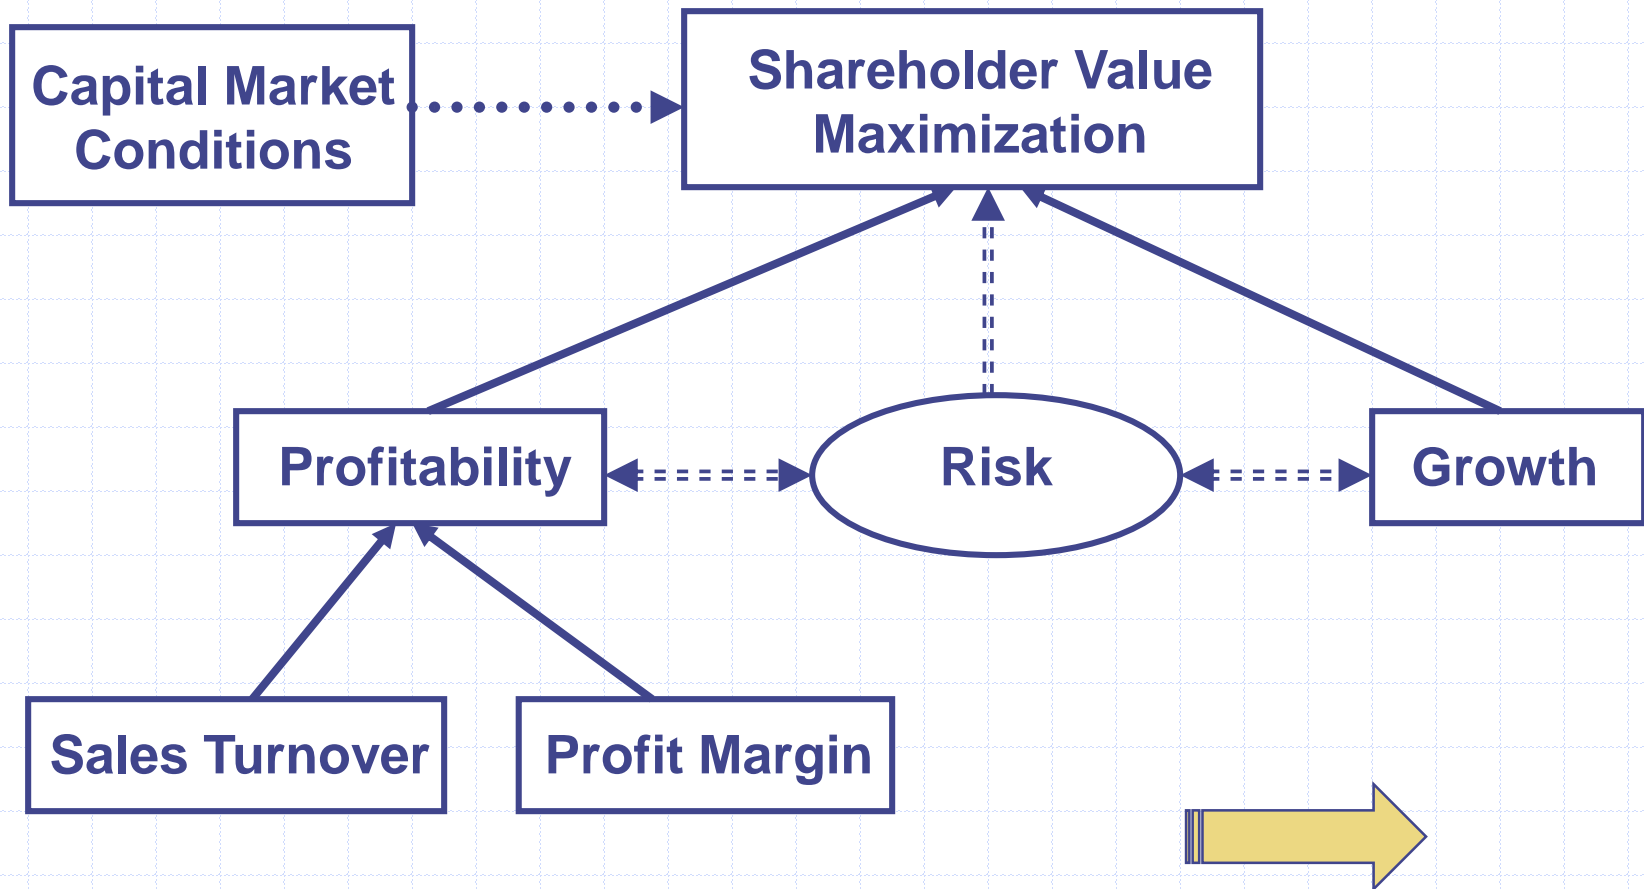 Capital Market
Conditions
Shareholder Value
Maximization
Profitability
Risk
Growth
Sales Turnover
Profit Margin